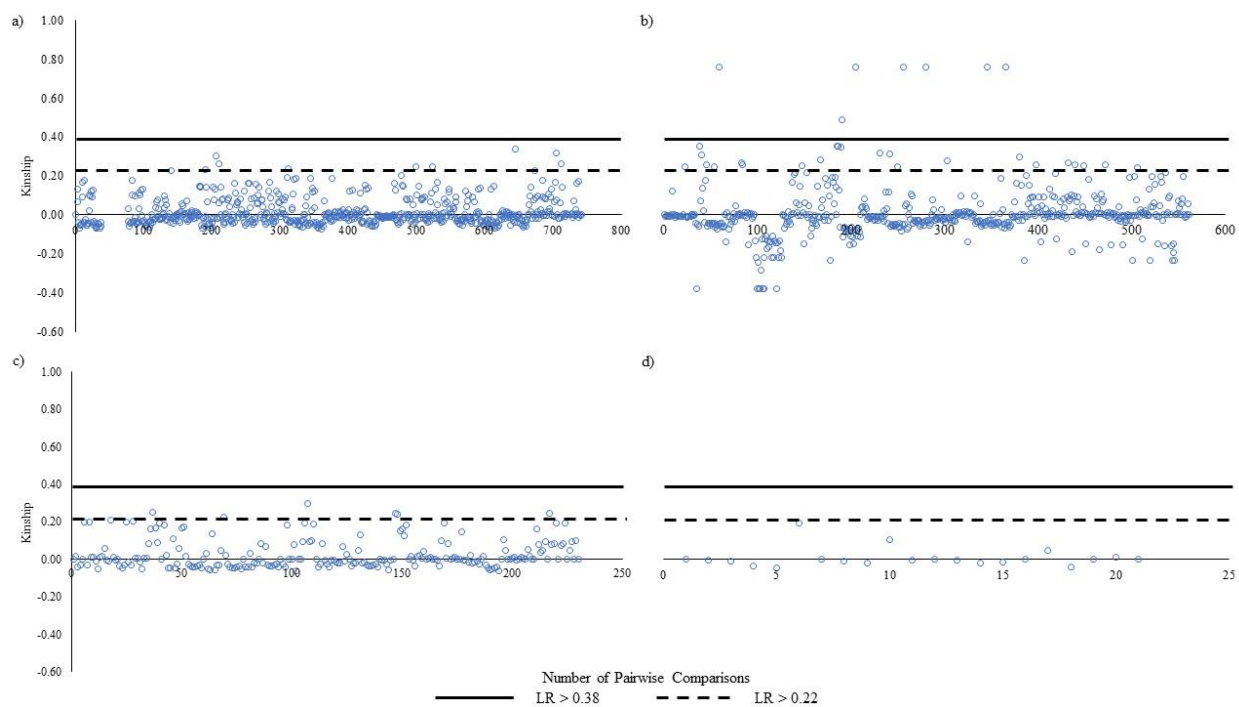 a)
1.00
0.80
0.60
0.40
0.20
0.00
-0.20
-0.40
-0.60
Kinship
0 100 200 300 400 500 600 700 800
b)
0 100 200 300 400 500 600
c)
1.00
0.80
0.60
0.40
0.20
0.00
-0.20
-0.40
-0.60
Kinship
0 50 100 150 200 250
d)
0 5 10 15 20 25
Number of Pairwise Comparisons
LR > 0.38 LR > 0.22